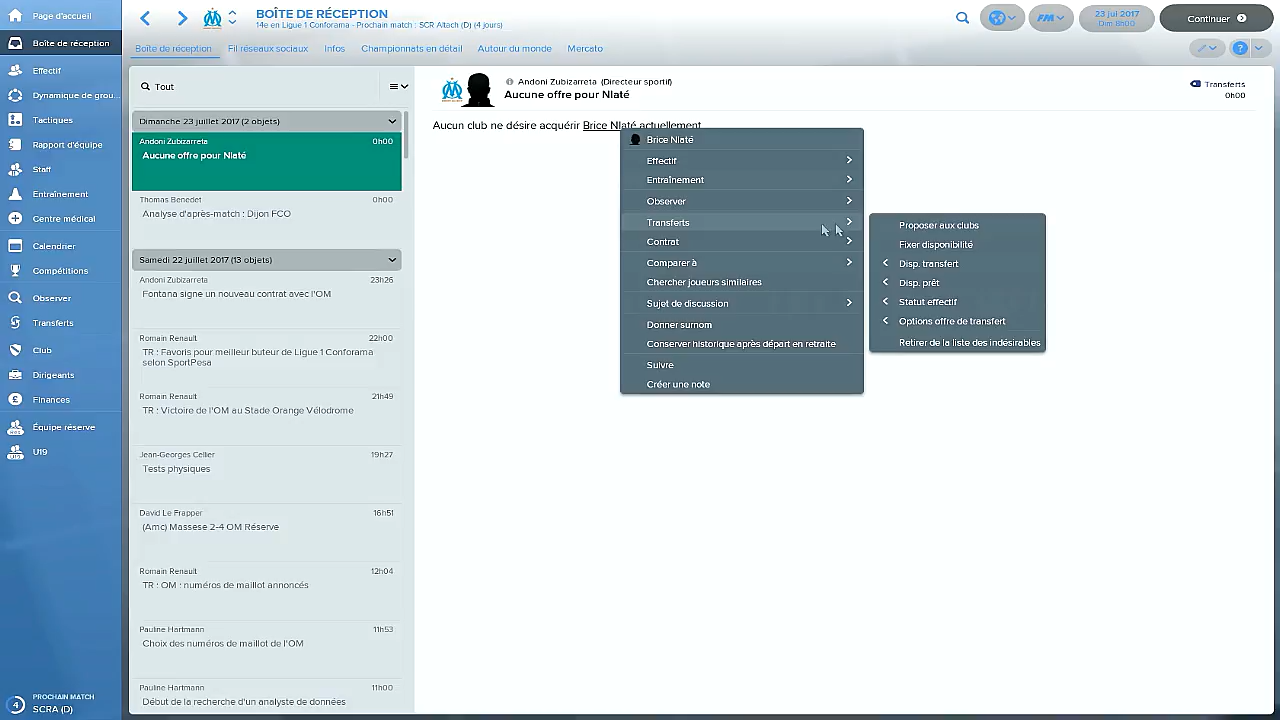 Page d'accueil
Boîte de réception
Effectif
Dynamique de grou...
Tactiques
Rapport d'équipe
Staff
Entraînement
Centre médical
Calendrier
Compétitions
Observer
Transferts
Club
Dirigeants
Finances
Équipe réserve
U19
4
PROCHAIN MATCH
SCRA (D)
BOÎTE DE RÉCEPTION
14e en Ligue 1 Conforama - Prochain match : SCR Altach (D) (4 jours)
FM
23 jui 2017
Dim 8h00
Continuer
Boîte de réception
Fil réseaux sociaux
Infos
Championnats en détail
Autour du monde
Mercato
?
Tout
Dimanche 23 juillet 2017 (2 objets)
Andoni Zubizarreta 0h00
Aucune offre pour Nlaté
Thomas Benedet 0h00
Analyse d'après-match : Dijon FCO
Samedi 22 juillet 2017 (13 objets)
Andoni Zubizarreta 23h26
Fontana signe un nouveau contrat avec l'OM
Romain Renault 22h00
TR : Favoris pour meilleur buteur de Ligue 1 Conforama
selon SportPesa
Romain Renault 21h49
TR : Victoire de l'OM au Stade Orange Vélodrome
Jean-Georges Cellier 19h27
Tests physiques
David Le Frapper 16h51
(Amc) Massese 2-4 OM Réserve
Romain Renault 12h04
TR : OM : numéros de maillot annoncés
Pauline Hartmann 11h53
Choix des numéros de maillot de l'OM
Pauline Hartmann 11h00
Début de la recherche d'un analyste de données
Andoni Zubizarreta (Directeur sportif)
Aucune offre pour Nlaté
Transferts
0h00
Aucun club ne désire acquérir Brice Nlaté actuellement
Brice Nlaté
Effectif
Entraînement
Observer
Transferts
Contrat
Comparer à
Chercher joueurs similaires
Sujet de discussion
Donner surnom
Conserver historique après départ en retraite
Suivre
Créer une note
Proposer aux clubs
Fixer disponibilité
Disp. transfert
Disp. prêt
Statut effectif
Options offre de transfert
Retirer de la liste des indésirables